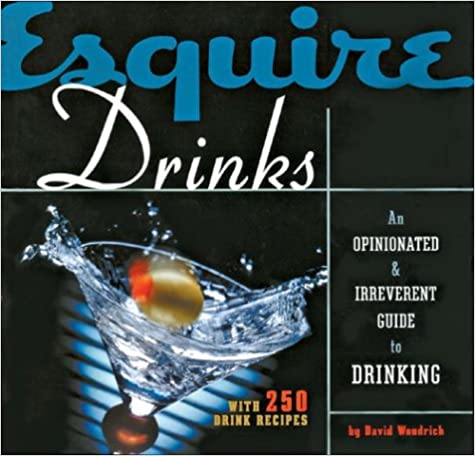 Esquire
Drinks
An
OPINIONATED
&
IRREVERENT
GUIDE
to
DRINKING
WITH 250
DRINK RECIPES
by David Wondrich